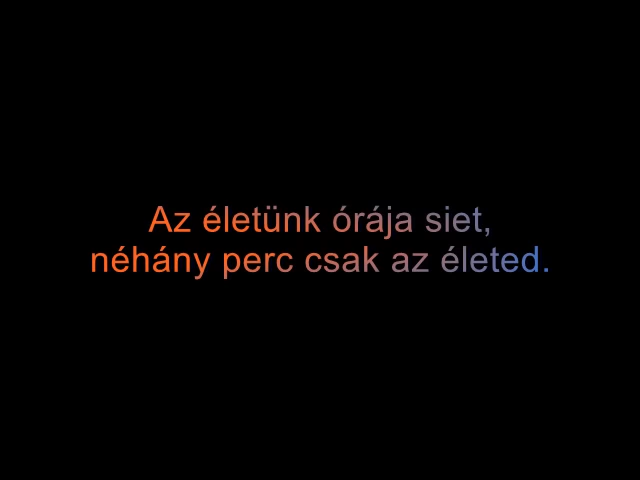 Az életünk órája siet,
néhány perc csak az életed.